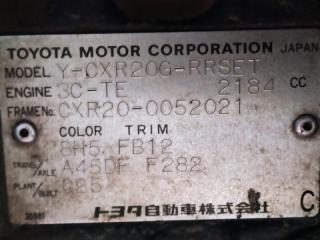 TOYOTA MOTOR CORPORATION JAPAN
MODEL Y-CXR20G-RRSET
ENGINE 3C-TE 2184 CC
FRAME No. CXR20-0052021
COLOR TRIM
8H5 FB12
TRANS/AXLE A45DF F282
PLANT/BUILT C25
トヨタ自動車株式会社 C